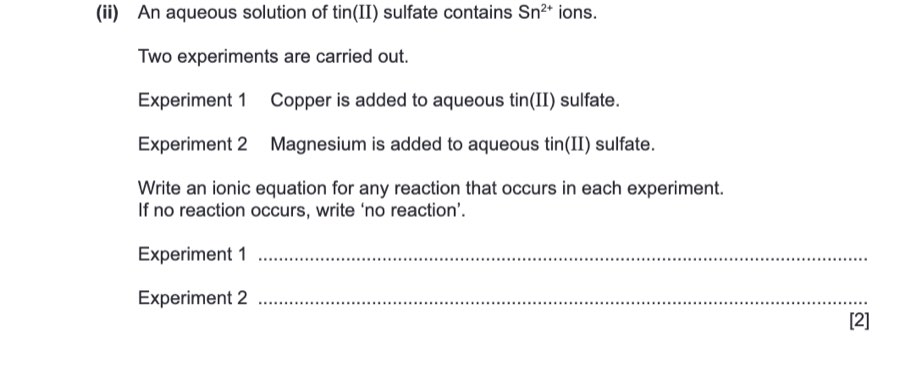 (ii) An aqueous solution of tin(II) sulfate contains Sn²⁺ ions.
Two experiments are carried out.
Experiment 1 Copper is added to aqueous tin(II) sulfate.
Experiment 2 Magnesium is added to aqueous tin(II) sulfate.
Write an ionic equation for any reaction that occurs in each experiment.
If no reaction occurs, write ‘no reaction’.
Experiment 1 ................................................................................
Experiment 2 ................................................................................
[2]